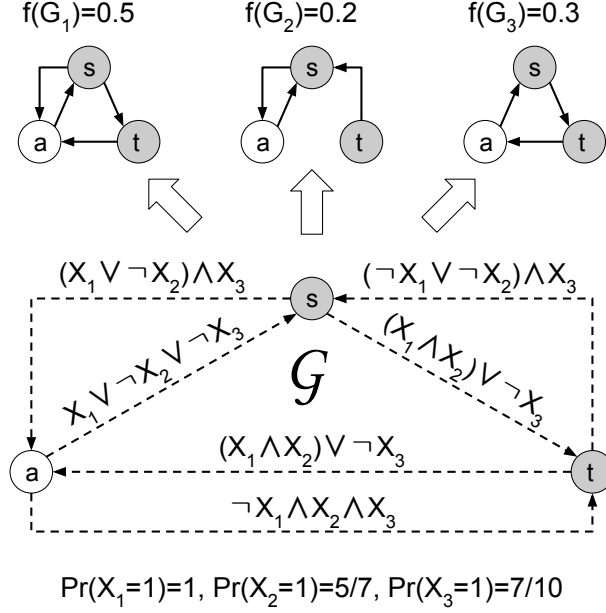 f(G₁)=0.5 f(G₂)=0.2 f(G₃)=0.3
s s s
a t a t a t
(X₁∨¬X₂)∧X₃ (¬X₁∨¬X₂)∧X₃
s
X₁∨¬X₂∨¬X₃ (X₁∧X₂)∨¬X₃
𝒢
(X₁∧X₂)∨¬X₃
a t
¬X₁∧X₂∧X₃
Pr(X₁=1)=1, Pr(X₂=1)=5/7, Pr(X₃=1)=7/10